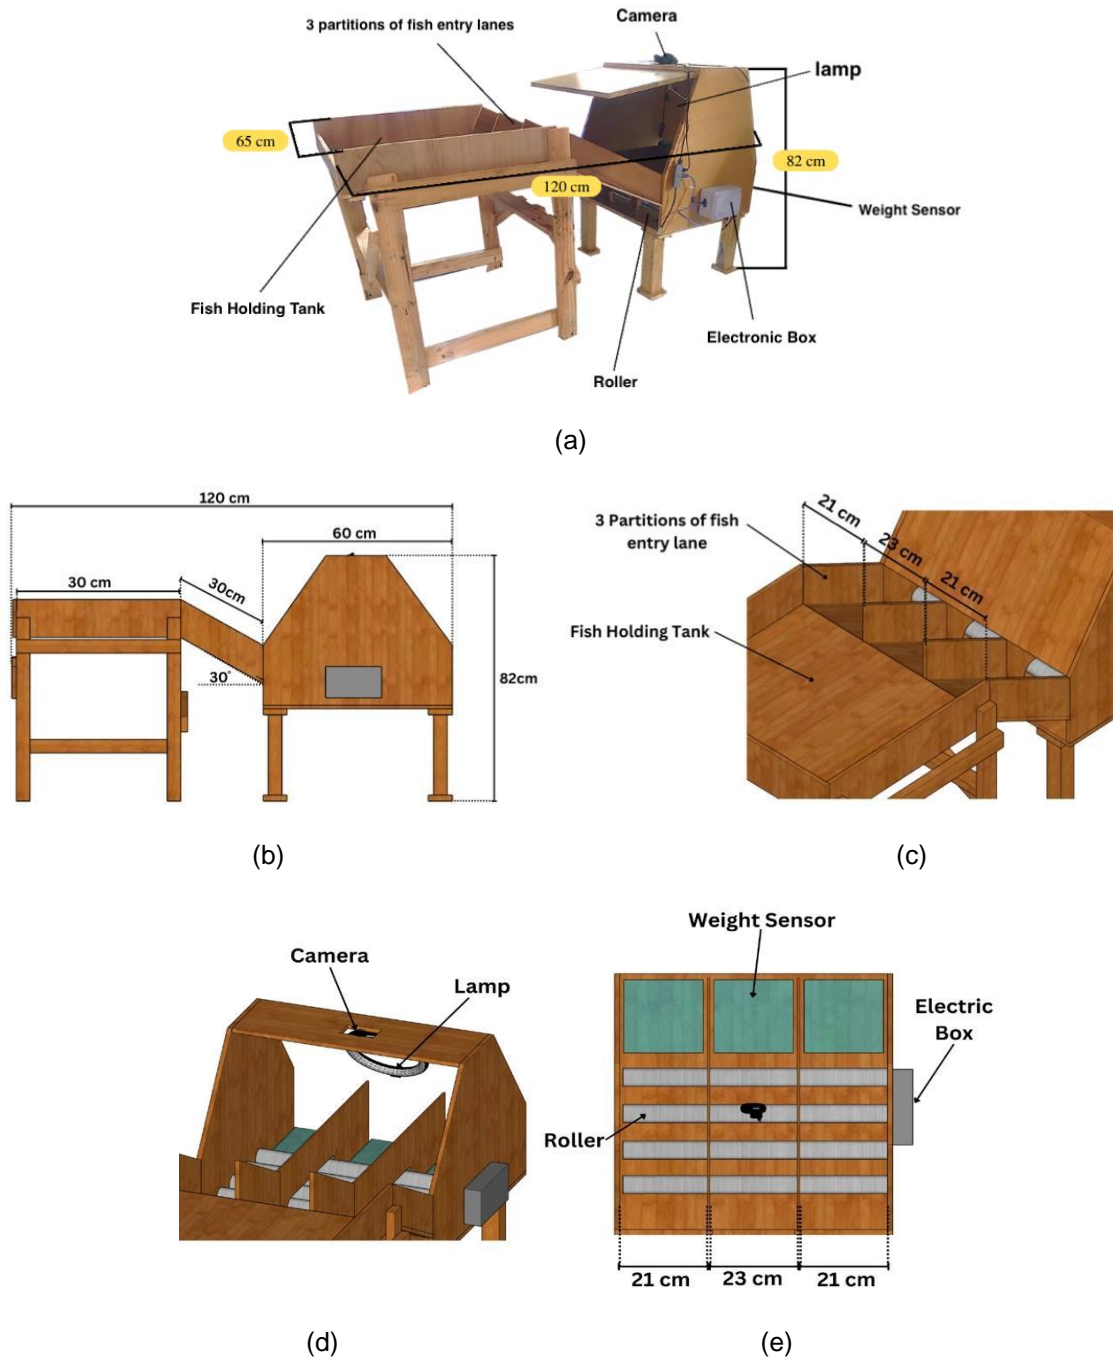 Camera
3 partitions of fish entry lanes
lamp
65 cm
82 cm
120 cm
Weight Sensor
Fish Holding Tank
Electronic Box
Roller
(a)
120 cm
60 cm
30 cm
30cm
30°
82cm
(b)
21 cm
3 Partitions of fish
entry lane
23 cm
21 cm
Fish Holding Tank
(c)
Camera
Lamp
(d)
Weight Sensor
Electric
Box
Roller
21 cm
23 cm
21 cm
(e)